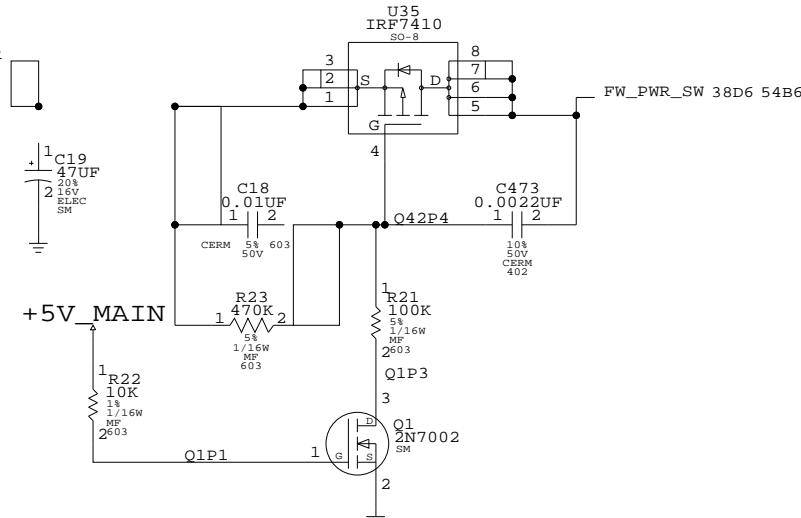 U35
IRF7410
SO-8
3
2
1
S
D
G
4
8
7
6
5
FW_PWR_SW 38D6 54B6
1
C19
47UF
20%
16V
ELEC
SM
2
C18
0.01UF
1 2
CERM 5% 603
50V
Q42P4
C473
0.0022UF
1 2
10%
50V
CERM
402
R23
470K
1 2
5%
1/16W
MF
603
1
R21
100K
5%
1/16W
MF
603
2
+5V_MAIN
1
R22
10K
1%
1/16W
MF
603
2
Q1P3
3
Q1
2N7002
SM
D
G
S
Q1P1
1
2